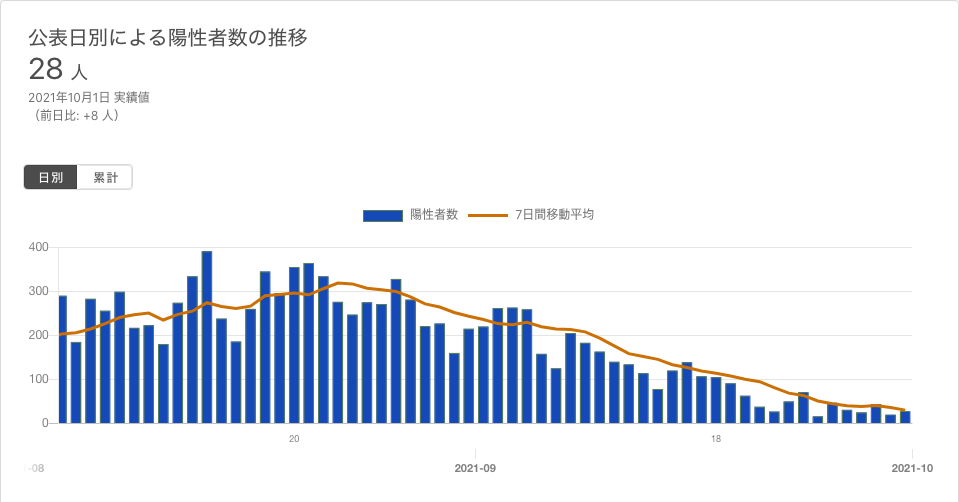 公表日別による陽性者数の推移
28 人
2021年10月1日 実績値
（前日比: +8 人）
日別 累計
陽性者数 7日間移動平均
400
300
200
100
0
20 18
-08 2021-09 2021-10